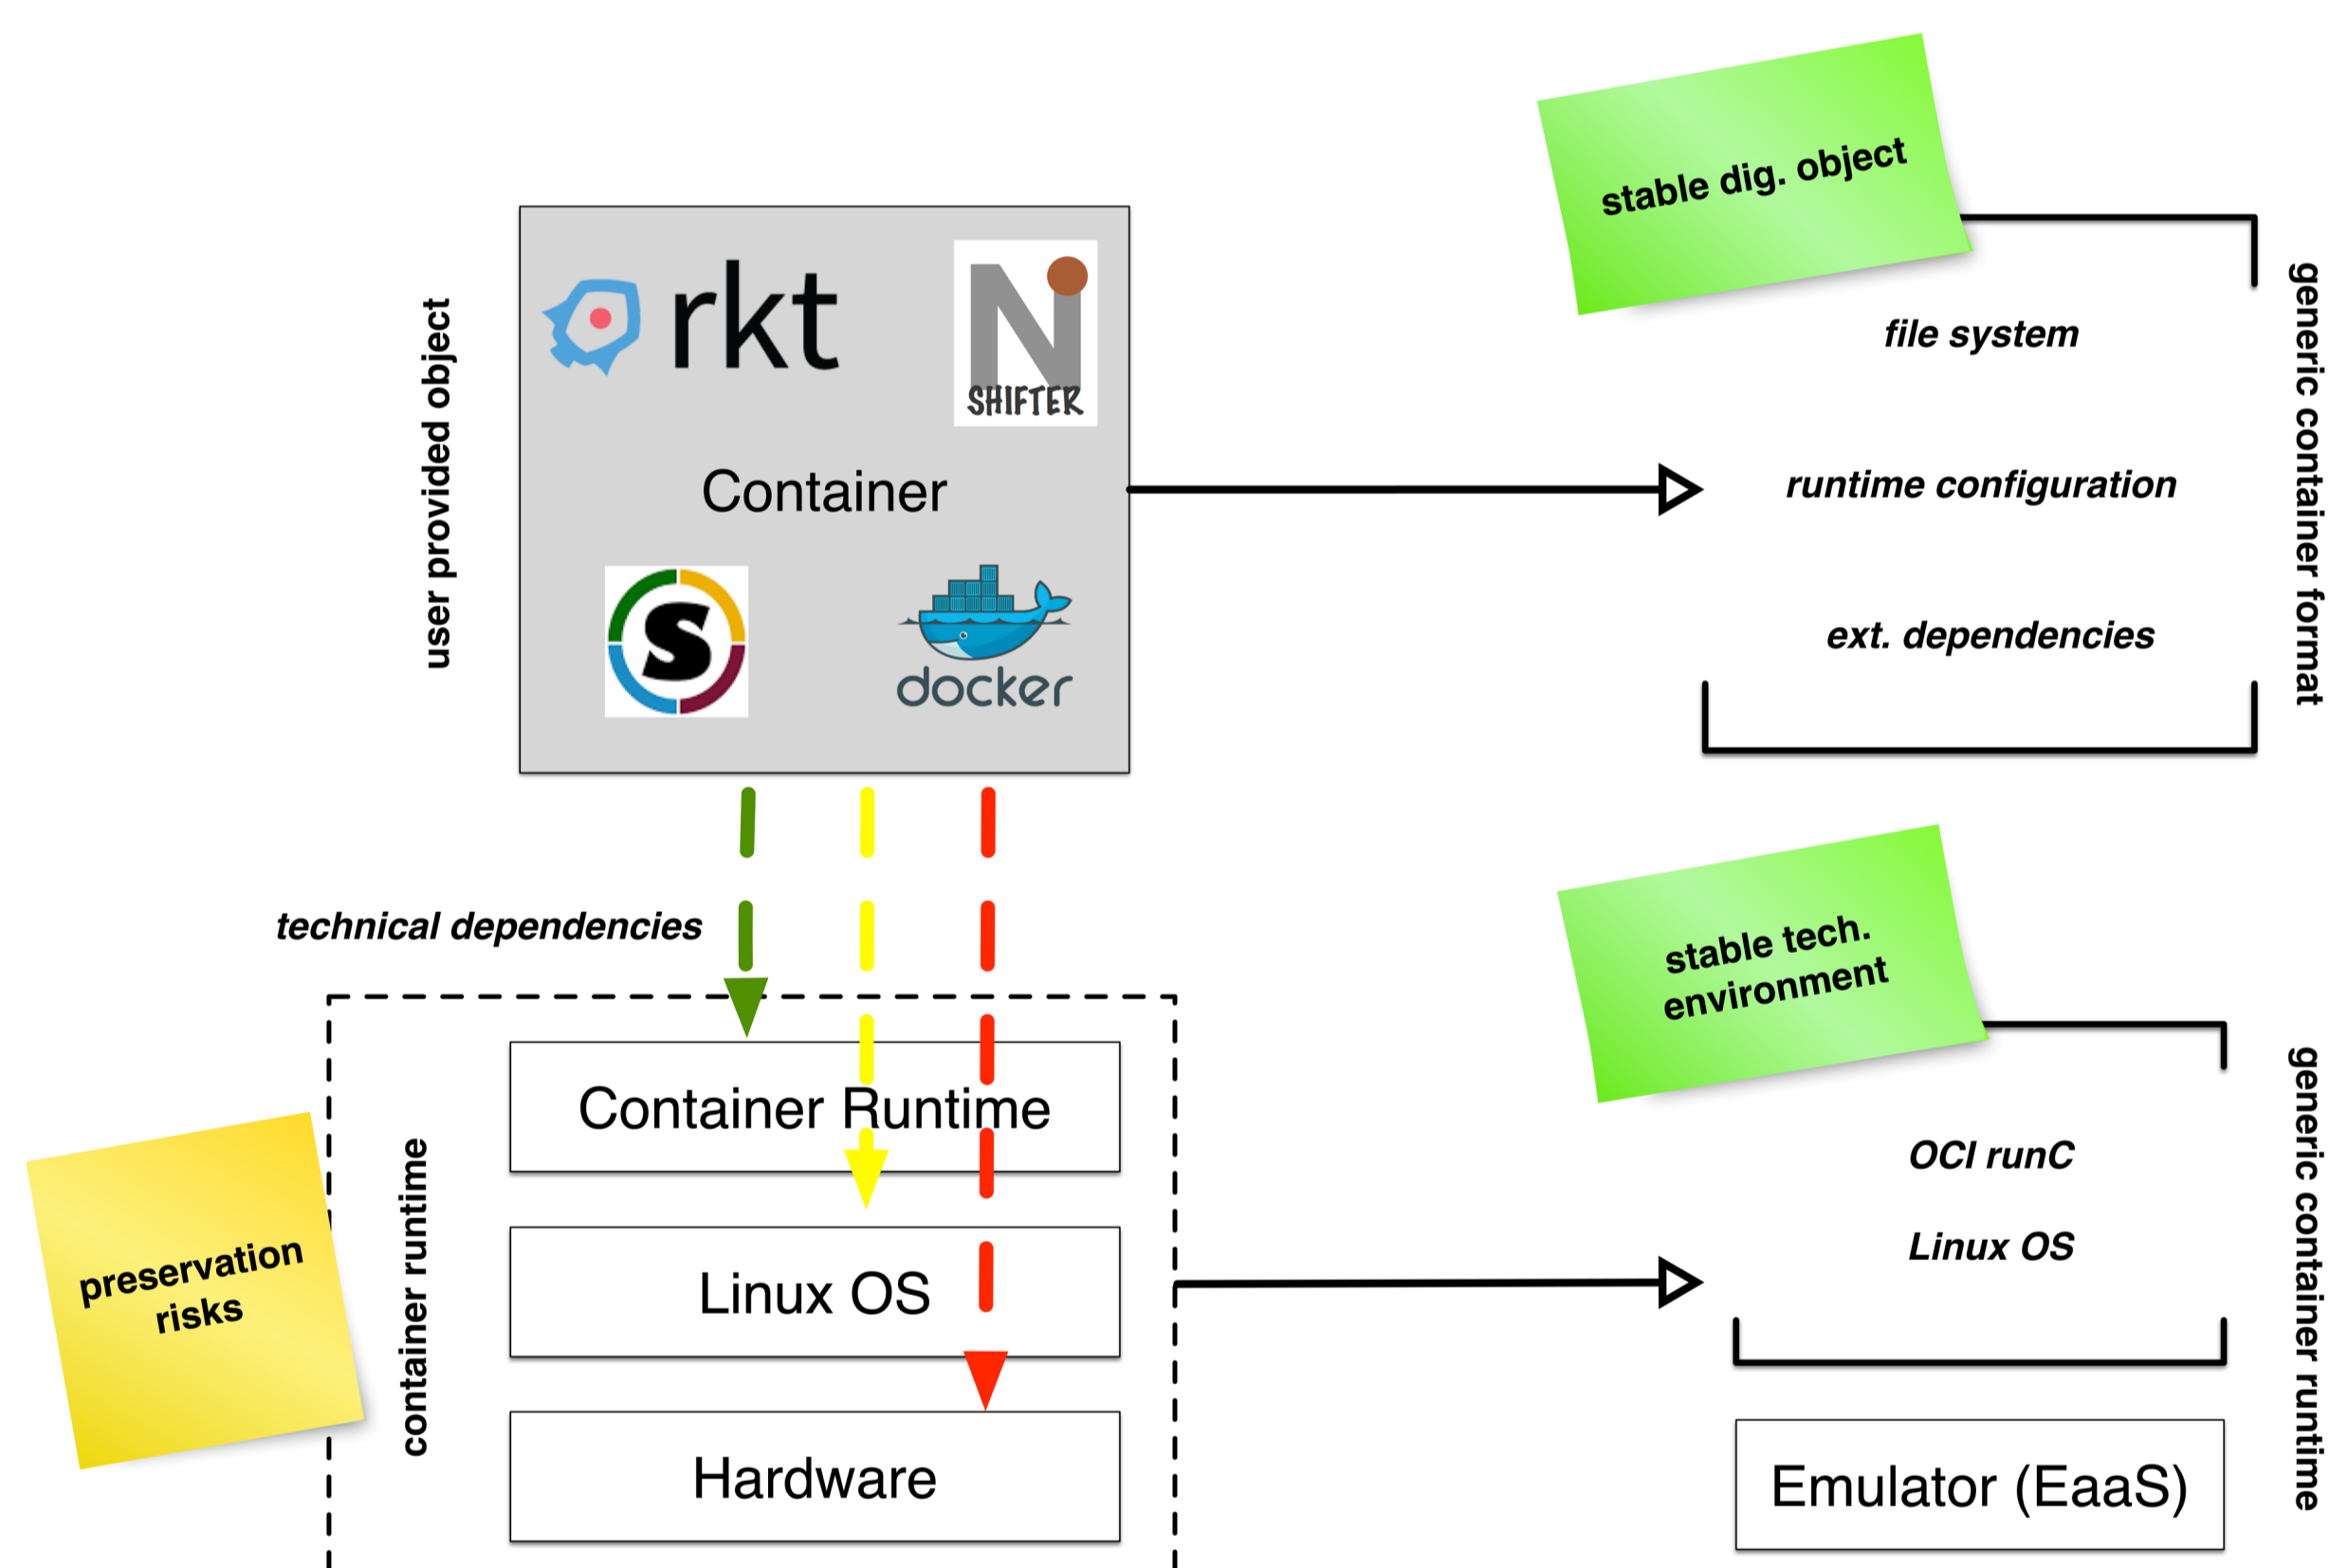 stable dig. object
user provided object
rkt
SHIFTER
Container
S
docker
file system
runtime configuration
ext. dependencies
generic container format
technical dependencies
preservation
risks
container runtime
Container Runtime
Linux OS
Hardware
stable tech.
environment
OCI runC
Linux OS
Emulator (EaaS)
generic container runtime